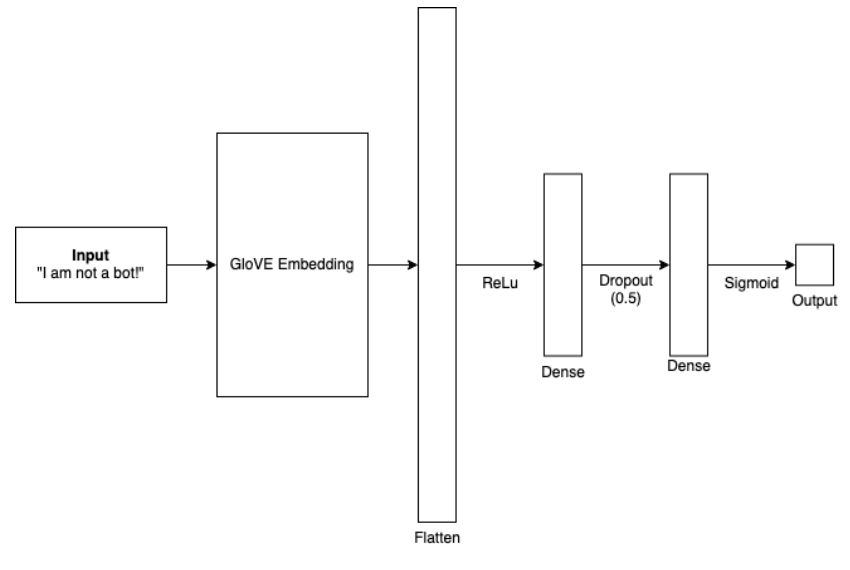 Input
"I am not a bot!"
GloVE Embedding
Flatten
ReLu
Dense
Dropout
(0.5)
Dense
Sigmoid
Output